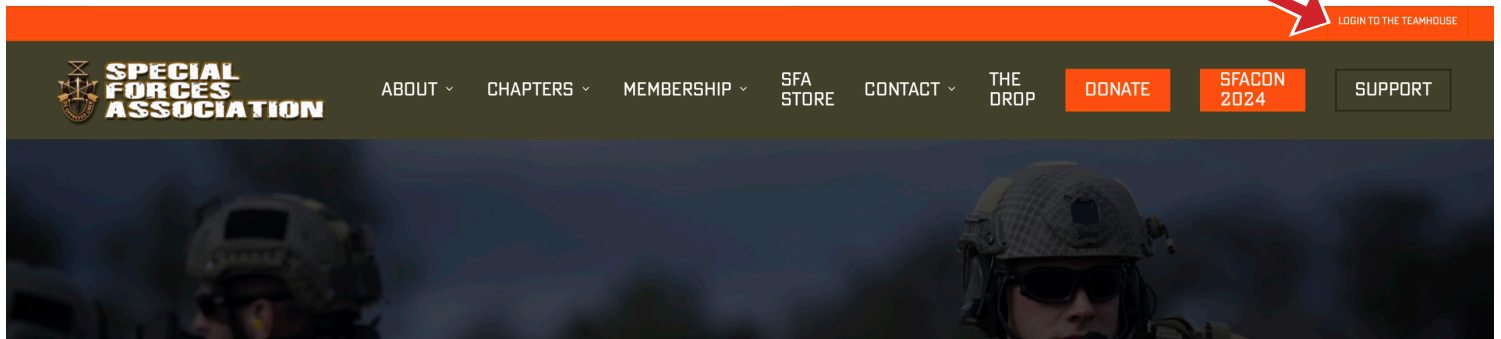 LOGIN TO THE TEAMHOUSE
SPECIAL
FORCES
ASSOCIATION
ABOUT
CHAPTERS
MEMBERSHIP
SFA
STORE
CONTACT
THE
DROP
DONATE
SFACON
2024
SUPPORT